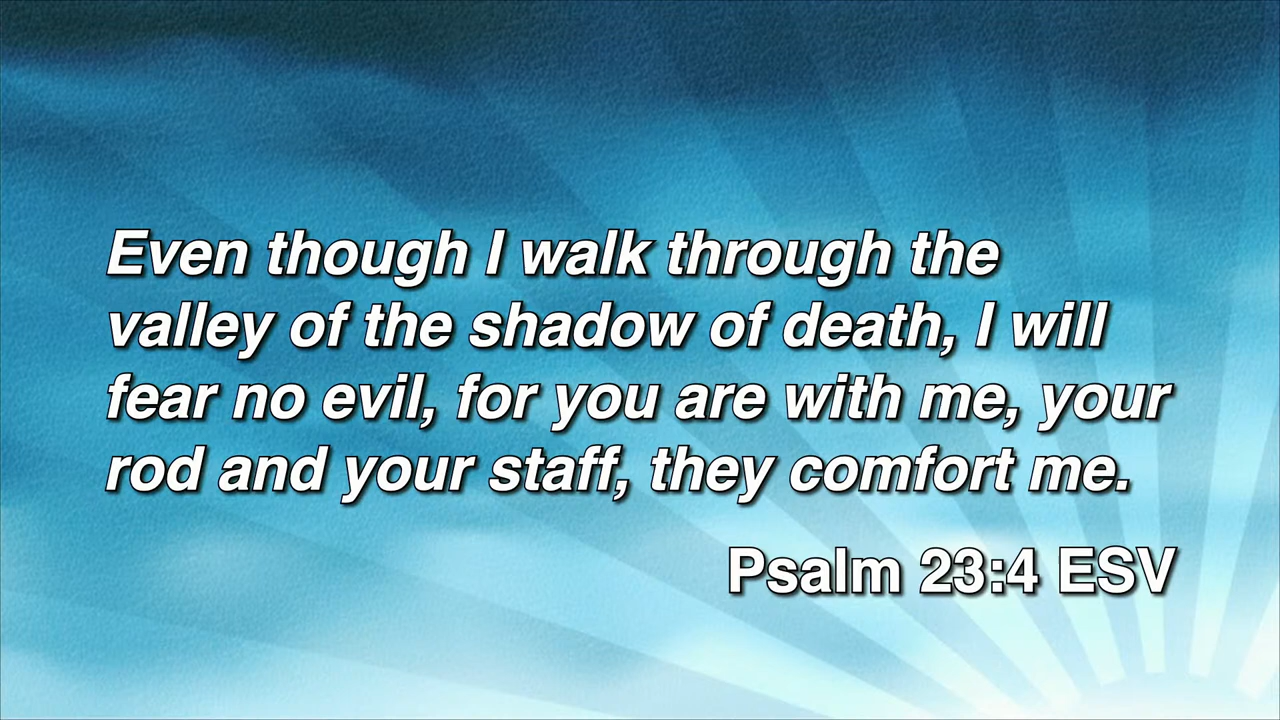 Even though I walk through the
valley of the shadow of death, I will
fear no evil, for you are with me, your
rod and your staff, they comfort me.
Psalm 23:4 ESV